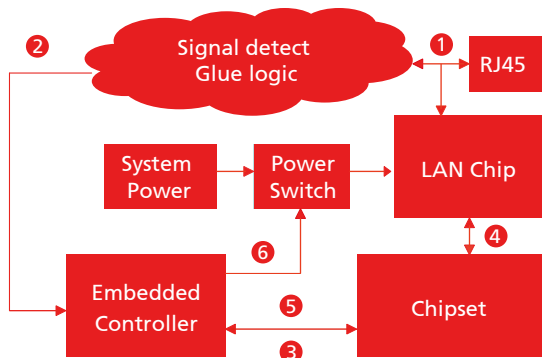 2
Signal detect
Glue logic
1
RJ45
System
Power
Power
Switch
LAN Chip
6
4
Embedded
Controller
5
3
Chipset